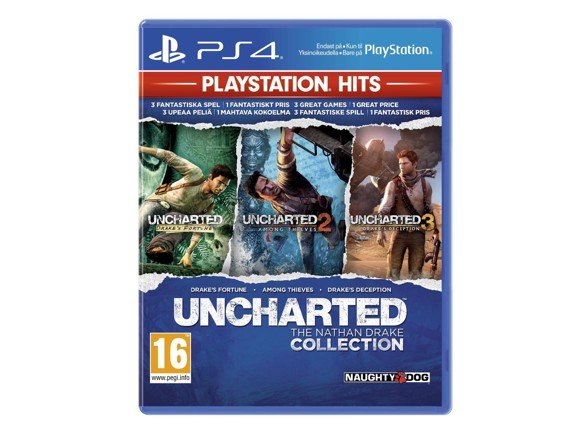 PS4
Endast på • Kun til
Yksinoikeudella • Bare på
PlayStation®
PLAYSTATION® HITS
3 FANTASTISKA SPEL | 1 FANTASTISKT PRIS | 3 GREAT GAMES | 1 GREAT PRICE
3 UPEAA PELIÄ | 1 MAHTAVA KOKOELMA | 3 FANTASTISKE SPILL | 1 FANTASTISK PRIS
UNCHARTED
DRAKE'S FORTUNE
UNCHARTED 2
AMONG THIEVES
UNCHARTED 3
DRAKE'S DECEPTION
DRAKE'S FORTUNE • AMONG THIEVES • DRAKE'S DECEPTION
UNCHARTED
THE NATHAN DRAKE
COLLECTION
16
www.pegi.info
NAUGHTY DOG